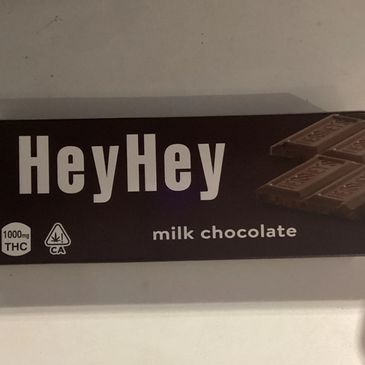 HeyHey
milk chocolate
1000mg
THC
CA